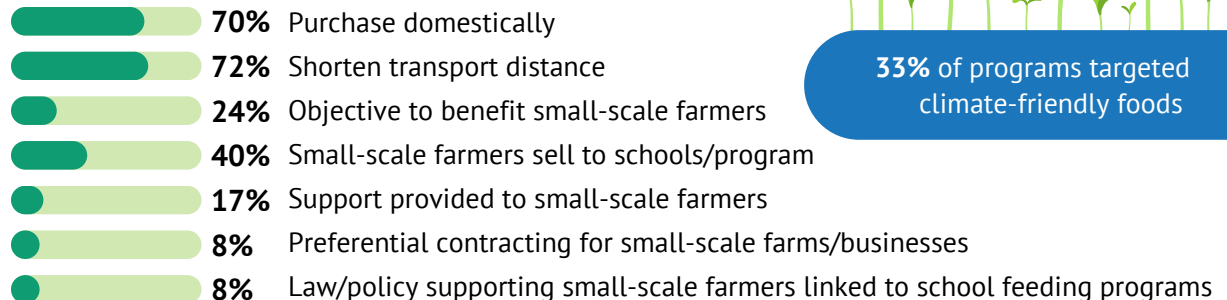 70% Purchase domestically
72% Shorten transport distance
24% Objective to benefit small-scale farmers
40% Small-scale farmers sell to schools/program
17% Support provided to small-scale farmers
8% Preferential contracting for small-scale farms/businesses
8% Law/policy supporting small-scale farmers linked to school feeding programs
33% of programs targeted
climate-friendly foods